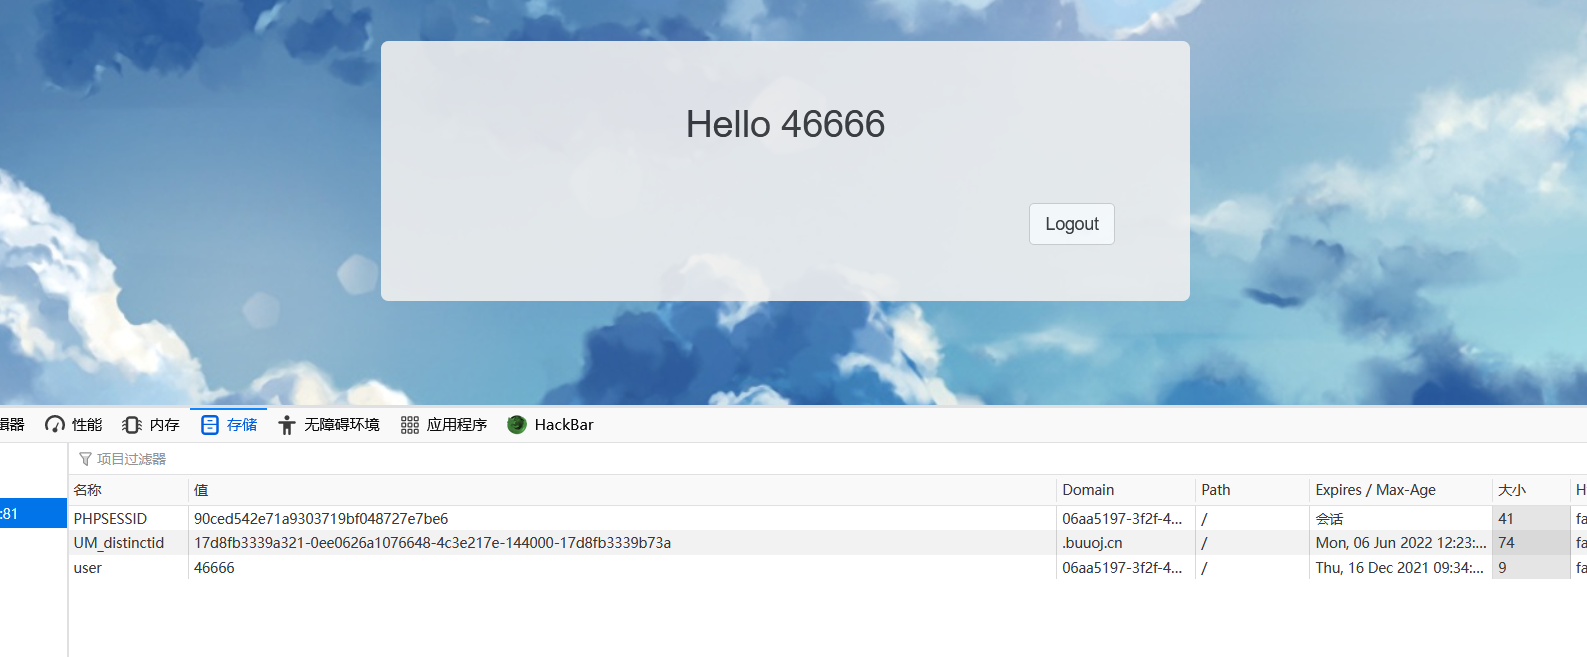 Hello 46666
Logout
辑器 性能 内存 存储 无障碍环境 应用程序 HackBar
项目过滤器
名称 值 Domain Path Expires / Max-Age 大小 H
:81
PHPSESSID 90ced542e71a9303719bf048727e7be6 06aa5197-3f2f-4... / 会话 41 fa
UM_distinctid 17d8fb3339a321-0ee0626a1076648-4c3e217e-144000-17d8fb3339b73a .buuoj.cn / Mon, 06 Jun 2022 12:23:... 74 fa
user 46666 06aa5197-3f2f-4... / Thu, 16 Dec 2021 09:34:... 9 fa